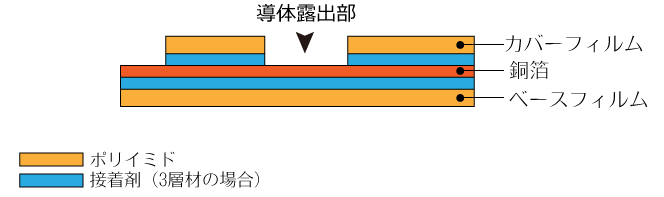 導体露出部
カバーフィルム
銅箔
ベースフィルム
ポリイミド
接着剤（3層材の場合）